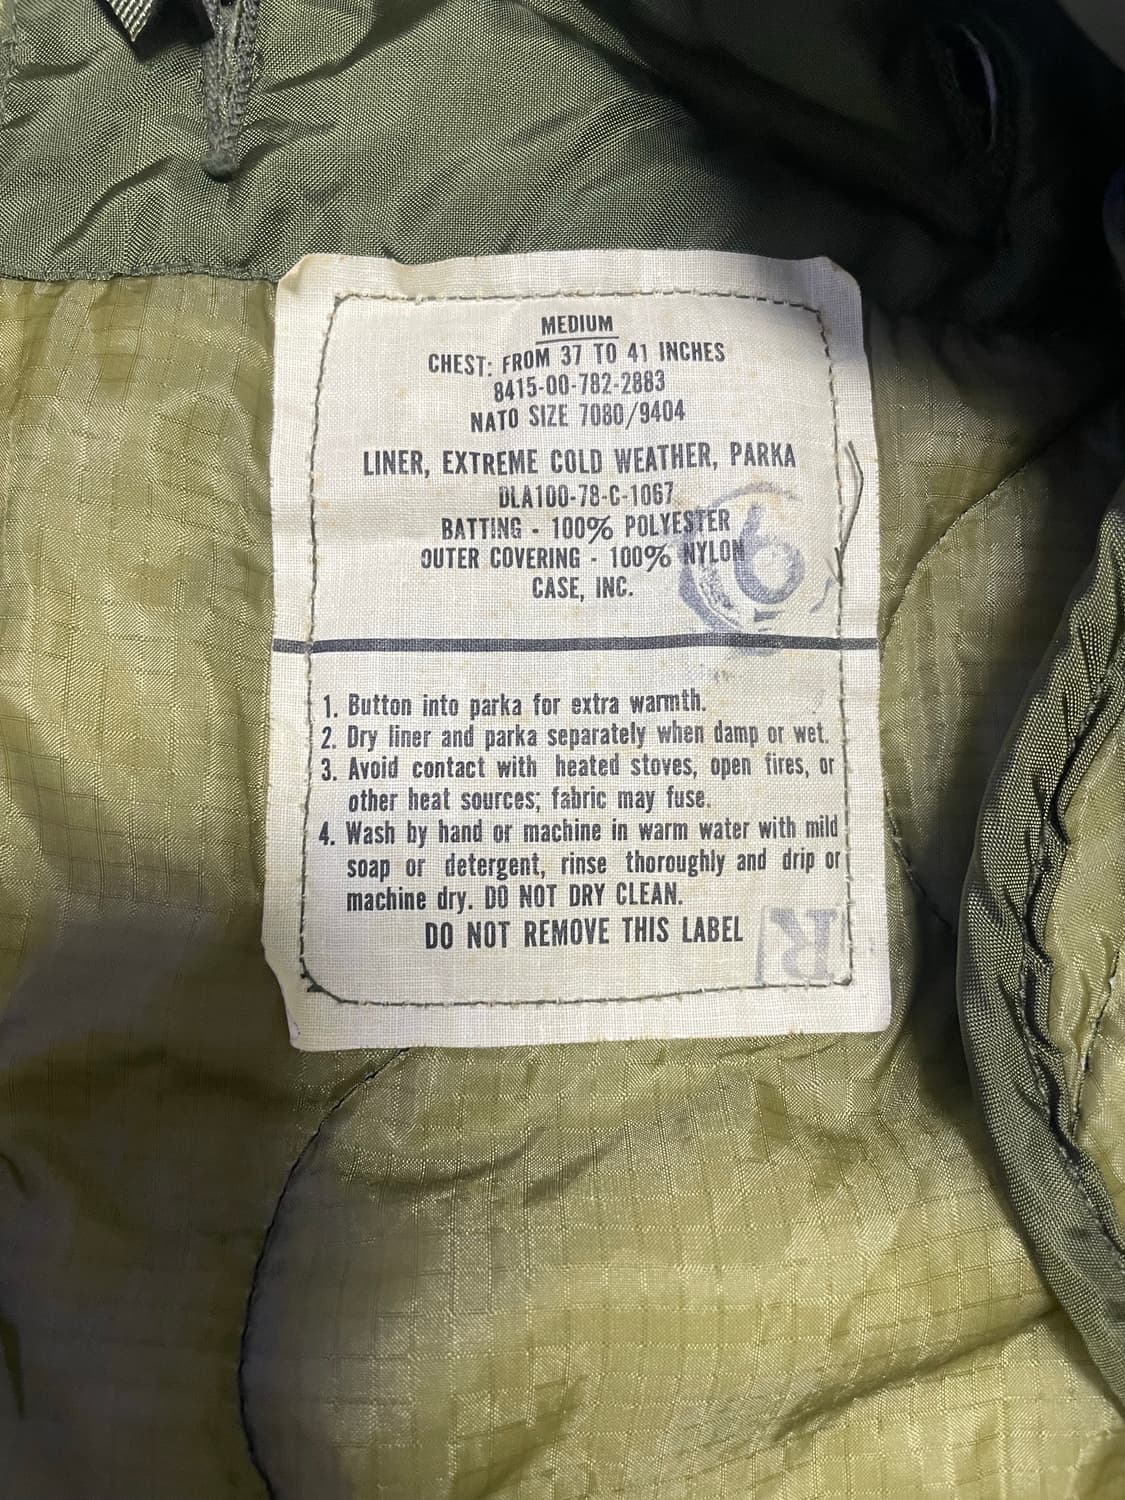 MEDIUM
CHEST: FROM 37 TO 41 INCHES
8415-00-782-2883
NATO SIZE 7080/9404
LINER, EXTREME COLD WEATHER, PARKA
DLA100-78-C-1067
BATTING - 100% POLYESTER
OUTER COVERING - 100% NYLON
CASE, INC.
1. Button into parka for extra warmth.
2. Dry liner and parka separately when damp or wet.
3. Avoid contact with heated stoves, open fires, or
other heat sources; fabric may fuse.
4. Wash by hand or machine in warm water with mild
soap or detergent, rinse thoroughly and drip or
machine dry. DO NOT DRY CLEAN.
DO NOT REMOVE THIS LABEL
R